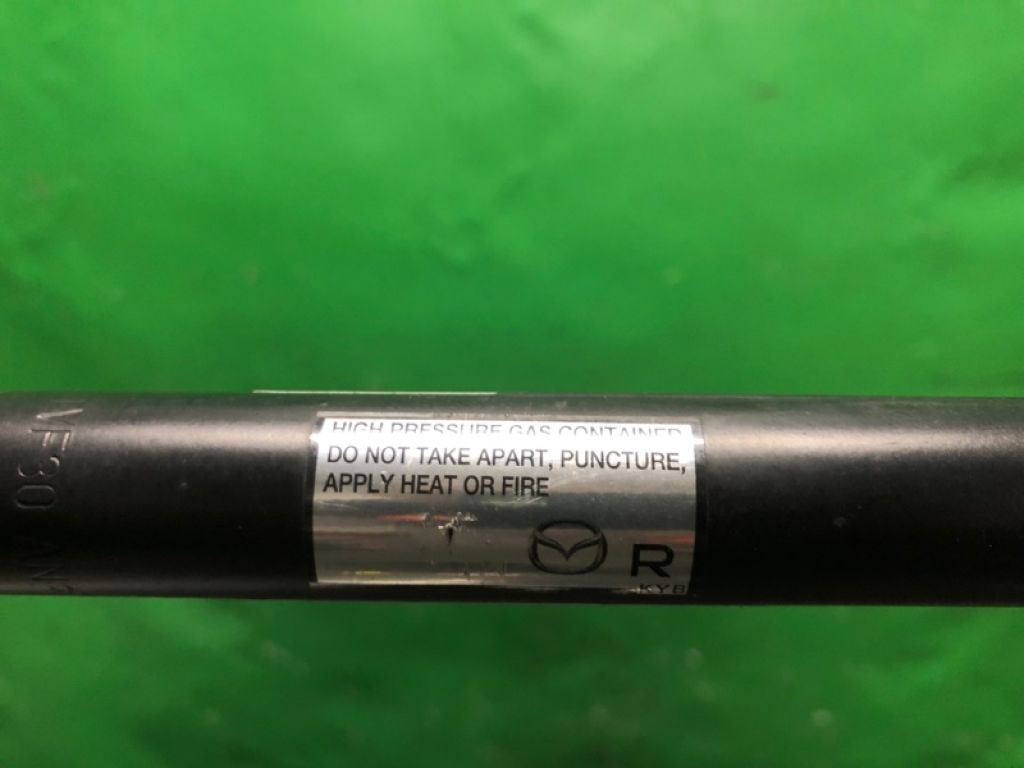 HIGH PRESSURE GAS CONTAINED
DO NOT TAKE APART, PUNCTURE,
APPLY HEAT OR FIRE
R
KYB